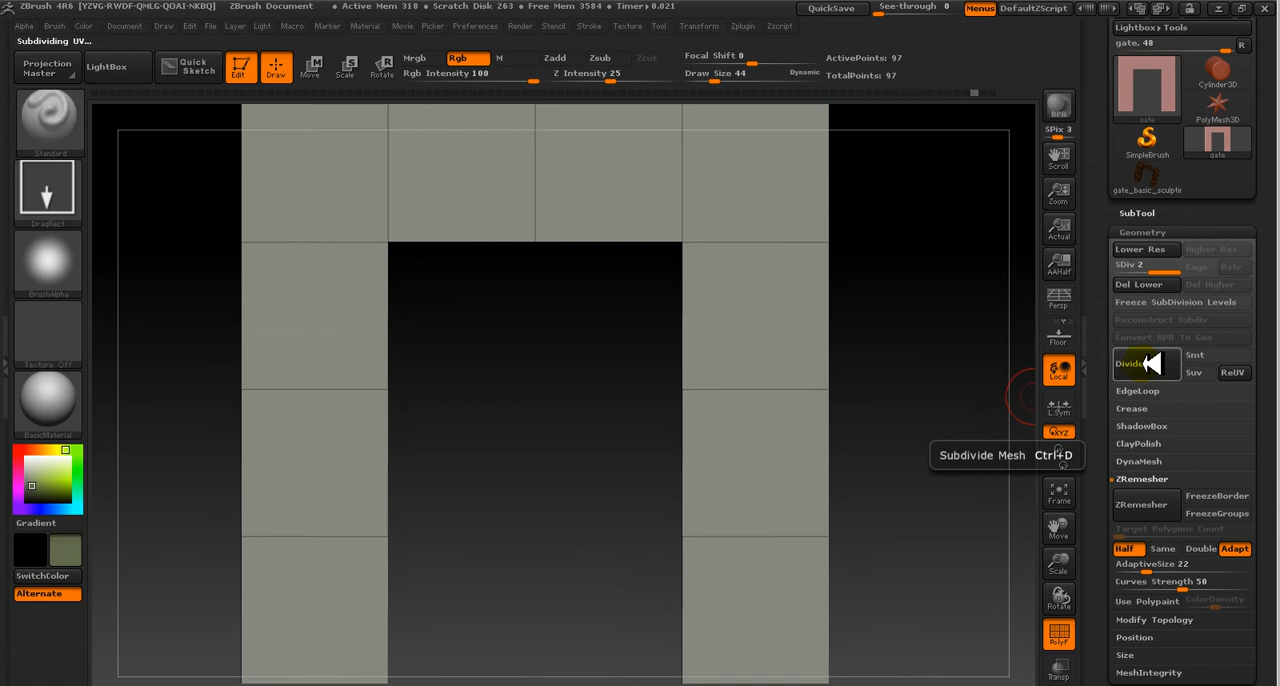 ZBrush 4R6 [YZVG-RWDF-QMLG-QOAI-NKBQ] ZBrush Document • Active Mem 318 • Scratch Disk 263 • Free Mem 3584 • Timer▶0.021 QuickSave See-through 0 Menus DefaultZScript
Alpha Brush Color Document Draw Edit File Layer Light Macro Marker Material Movie Picker Preferences Render Stencil Stroke Texture Tool Transform Zplugin Zscript
Subdividing UV...
Projection Master
LightBox
Quick Sketch
Edit
Draw
Move
Scale
Rotate
Mrgb Rgb M
Rgb Intensity 100
Zadd Zsub Zcut
Z Intensity 25
Focal Shift 0
Draw Size 44 Dynamic
ActivePoints: 97
TotalPoints: 97
Standard
DragRect
BrushAlpha
Texture Off
BasicMaterial
Gradient
SwitchColor
Alternate
BPR
SPix 3
Scroll
Zoom
Actual
AAHalf
Persp
Floor
Local
L.Sym
XYZ
Frame
Move
Scale
Rotate
PolyF
Transp
Subdivide Mesh Ctrl+D
Lightbox▶Tools
gate. 48 R
gate
Cylinder3D
PolyMesh3D
SimpleBrush
gate
gate_basic_sculptir
SubTool
Geometry
Lower Res Higher Res
SDiv 2 Cage Rstr
Del Lower Del Higher
Freeze SubDivision Levels
Reconstruct Subdiv
Convert BPR To Geo
Divide
Smt
Suv ReUV
EdgeLoop
Crease
ShadowBox
ClayPolish
DynaMesh
ZRemesher
ZRemesher
FreezeBorder
FreezeGroups
Target Polygons Count
Half Same Double Adapt
AdaptiveSize 22
Curves Strength 50
Use Polypaint ColorDensity
Modify Topology
Position
Size
MeshIntegrity